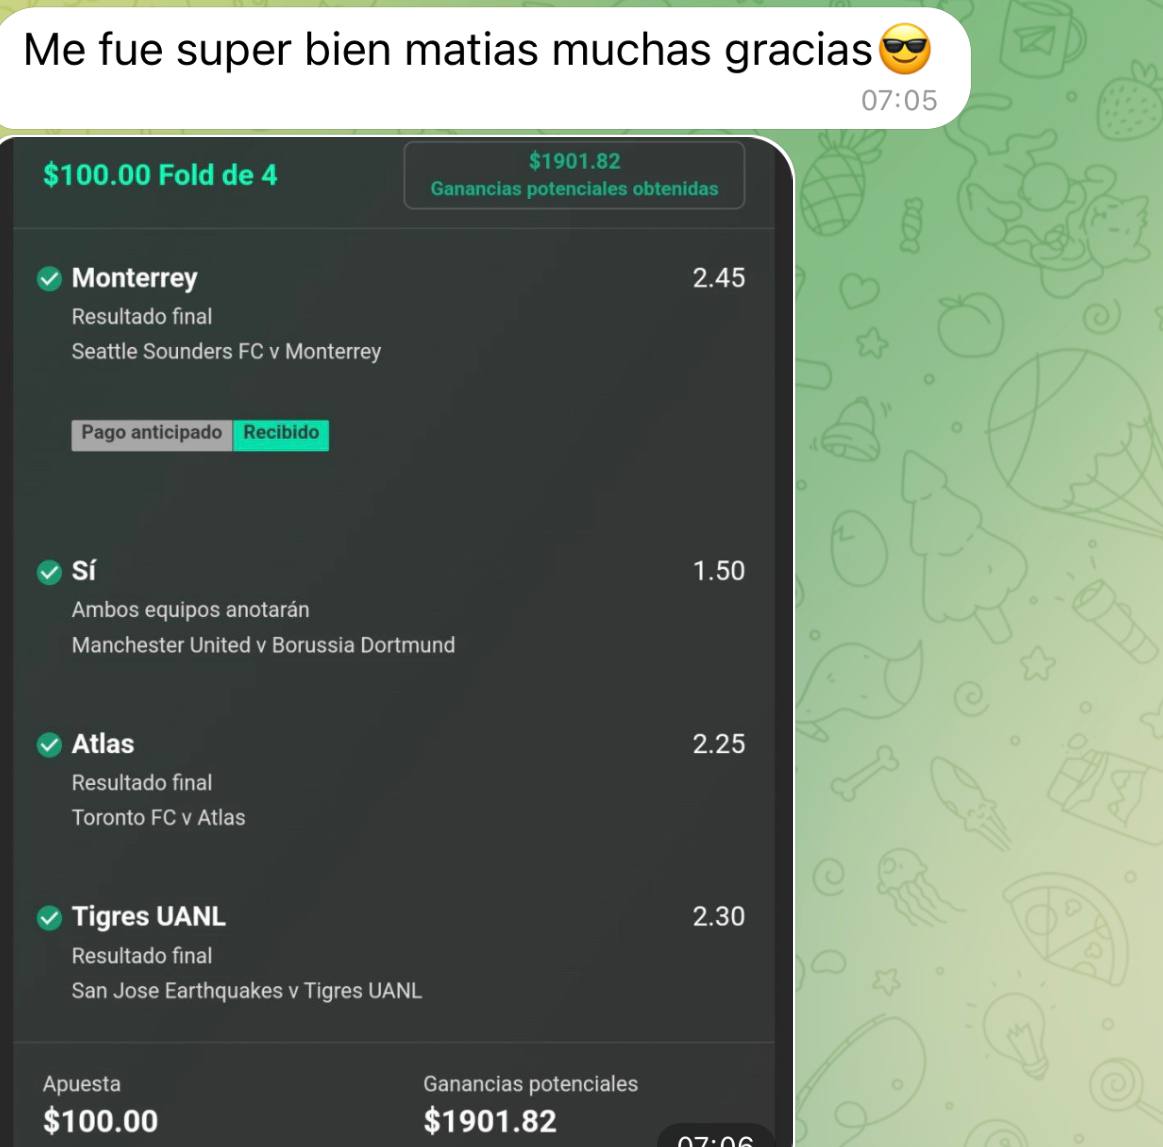 Me fue super bien matias muchas gracias😎
07:05
$100.00 Fold de 4
$1901.82
Ganancias potenciales obtenidas
Monterrey 2.45
Resultado final
Seattle Sounders FC v Monterrey
Pago anticipado Recibido
Sí 1.50
Ambos equipos anotarán
Manchester United v Borussia Dortmund
Atlas 2.25
Resultado final
Toronto FC v Atlas
Tigres UANL 2.30
Resultado final
San Jose Earthquakes v Tigres UANL
Apuesta Ganancias potenciales
$100.00 $1901.82
07:06